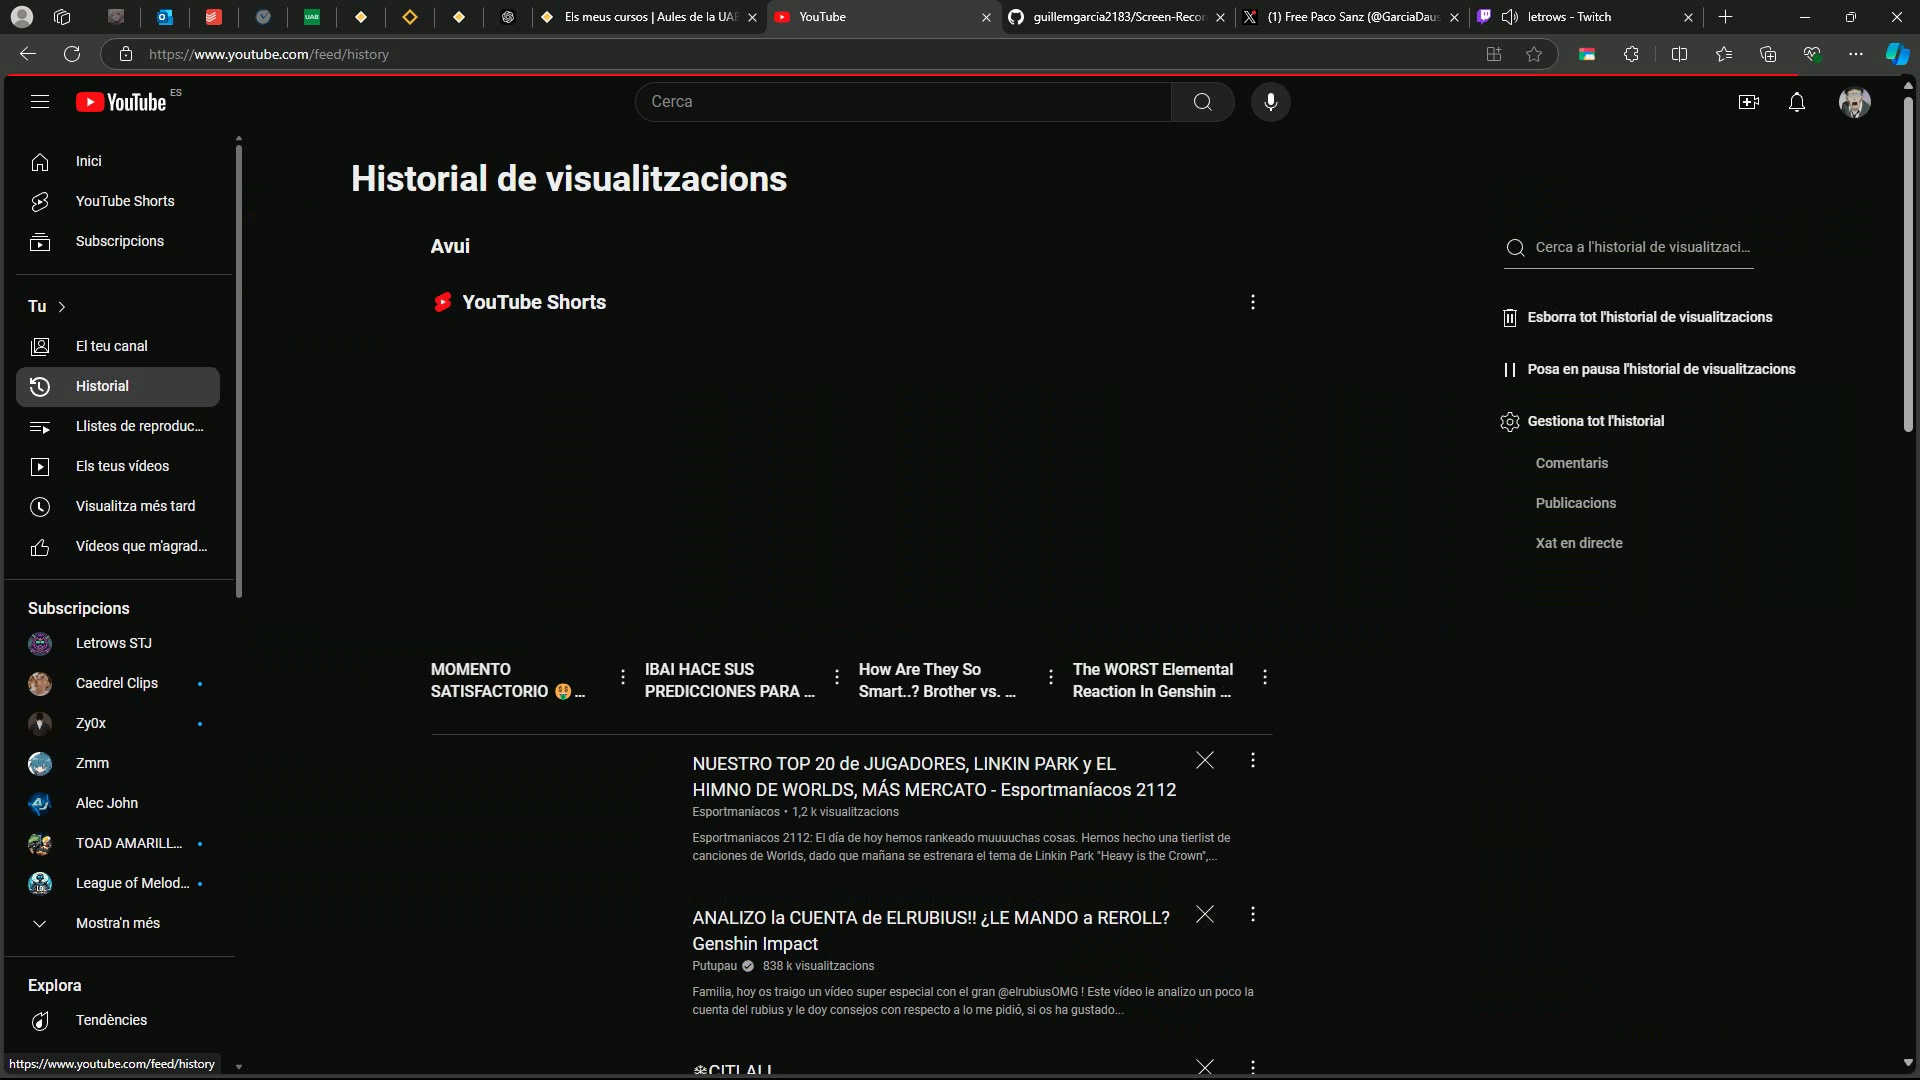 Els meus cursos | Aules de la UAB
YouTube
guillemgarcia2183/Screen-Recor
(1) Free Paco Sanz (@GarciaDaus
letrows - Twitch
https://www.youtube.com/feed/history
YouTube ES
Cerca
Inici
YouTube Shorts
Subscripcions
Tu
El teu canal
Historial
Llistes de reproduc...
Els teus vídeos
Visualitza més tard
Vídeos que m'agrad...
Subscripcions
Letrows STJ
Caedrel Clips
Zy0x
Zmm
Alec John
TOAD AMARILL...
League of Melod...
Mostra'n més
Explora
Tendències
https://www.youtube.com/feed/history
Historial de visualitzacions
Avui
YouTube Shorts
MOMENTO
SATISFACTORIO 🤑 ...
IBAI HACE SUS
PREDICCIONES PARA ...
How Are They So
Smart..? Brother vs. ...
The WORST Elemental
Reaction In Genshin ...
NUESTRO TOP 20 de JUGADORES, LINKIN PARK y EL
HIMNO DE WORLDS, MÁS MERCATO - Esportmaníacos 2112
Esportmaníacos • 1,2 k visualitzacions
Esportmaniacos 2112: El día de hoy hemos rankeado muuuuchas cosas. Hemos hecho una tierlist de
canciones de Worlds, dado que mañana se estrenara el tema de Linkin Park "Heavy is the Crown",...
ANALIZO la CUENTA de ELRUBIUS!! ¿LE MANDO a REROLL?
Genshin Impact
Putupau 838 k visualitzacions
Familia, hoy os traigo un vídeo super especial con el gran @elrubiusOMG ! Este vídeo le analizo un poco la
cuenta del rubius y le doy consejos con respecto a lo me pidió, si os ha gustado...
❄CITLALI
Cerca a l'historial de visualitzaci...
Esborra tot l'historial de visualitzacions
Posa en pausa l'historial de visualitzacions
Gestiona tot l'historial
Comentaris
Publicacions
Xat en directe